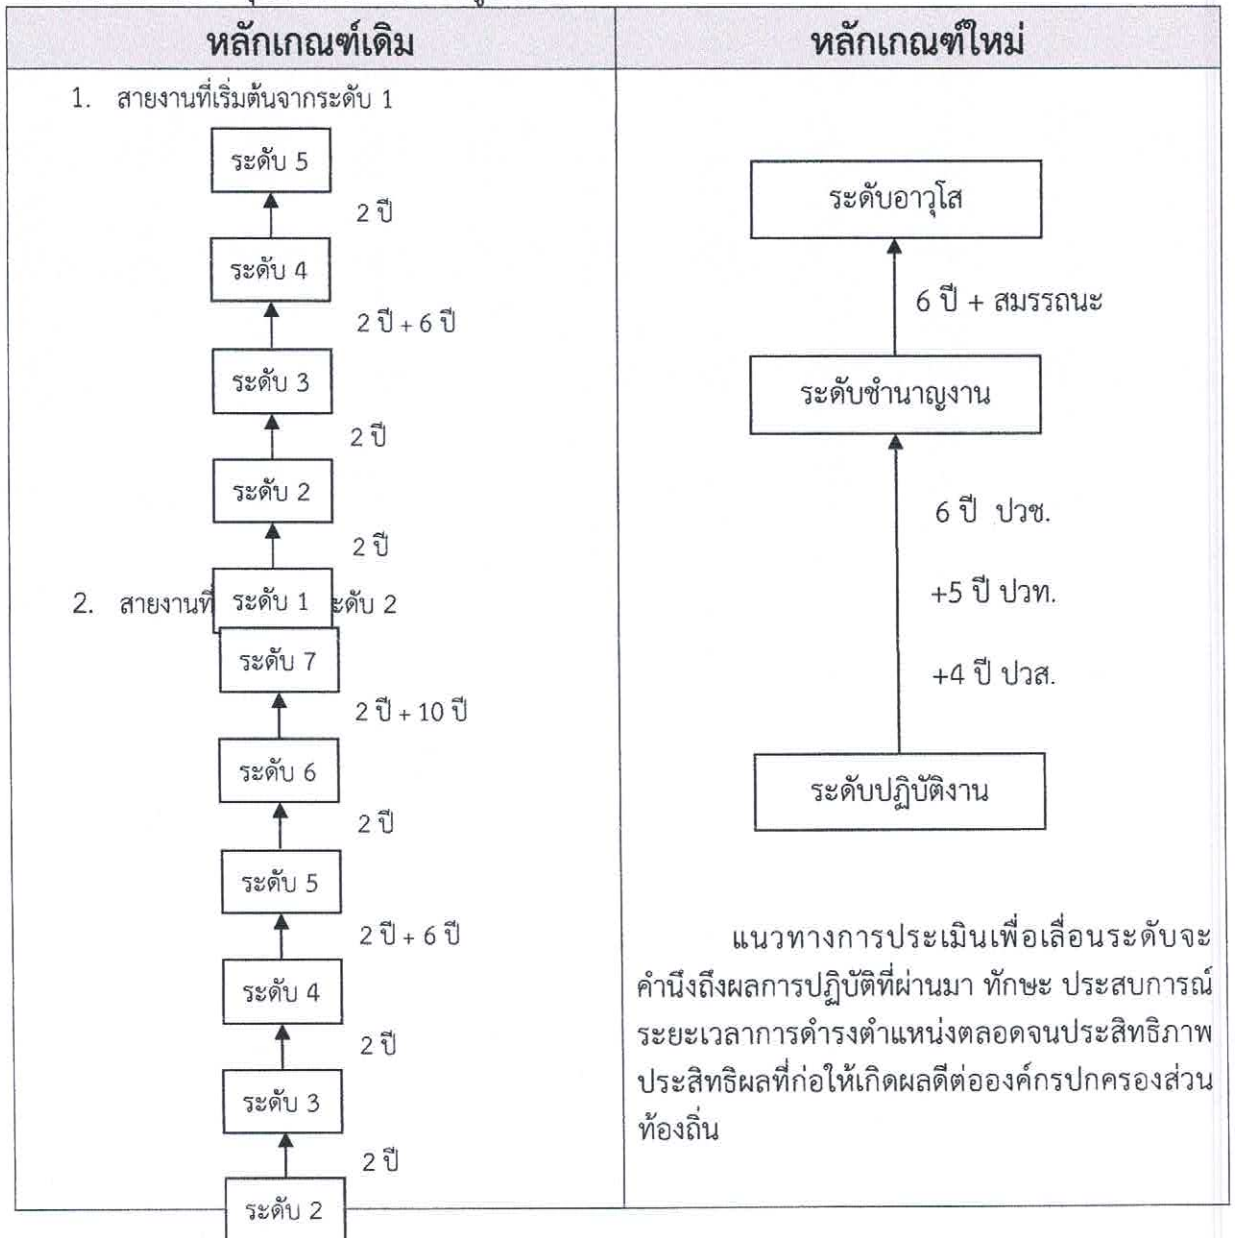 หลักเกณฑ์เดิม
หลักเกณฑ์ใหม่
1. สายงานที่เริ่มต้นจากระดับ 1
ระดับ 5
2 ปี
ระดับ 4
2 ปี + 6 ปี
ระดับ 3
2 ปี
ระดับ 2
2 ปี
ระดับ 1
2. สายงานที่ ะดับ 2
ระดับ 7
2 ปี + 10 ปี
ระดับ 6
2 ปี
ระดับ 5
2 ปี + 6 ปี
ระดับ 4
2 ปี
ระดับ 3
2 ปี
ระดับ 2
ระดับอาวุโส
6 ปี + สมรรถนะ
ระดับชำนาญงาน
6 ปี ปวช.
+5 ปี ปวท.
+4 ปี ปวส.
ระดับปฏิบัติงาน
แนวทางการประเมินเพื่อเลื่อนระดับจะ
คำนึงถึงผลการปฏิบัติที่ผ่านมา ทักษะ ประสบการณ์
ระยะเวลาการดำรงตำแหน่งตลอดจนประสิทธิภาพ
ประสิทธิผลที่ก่อให้เกิดผลดีต่อองค์กรปกครองส่วน
ท้องถิ่น